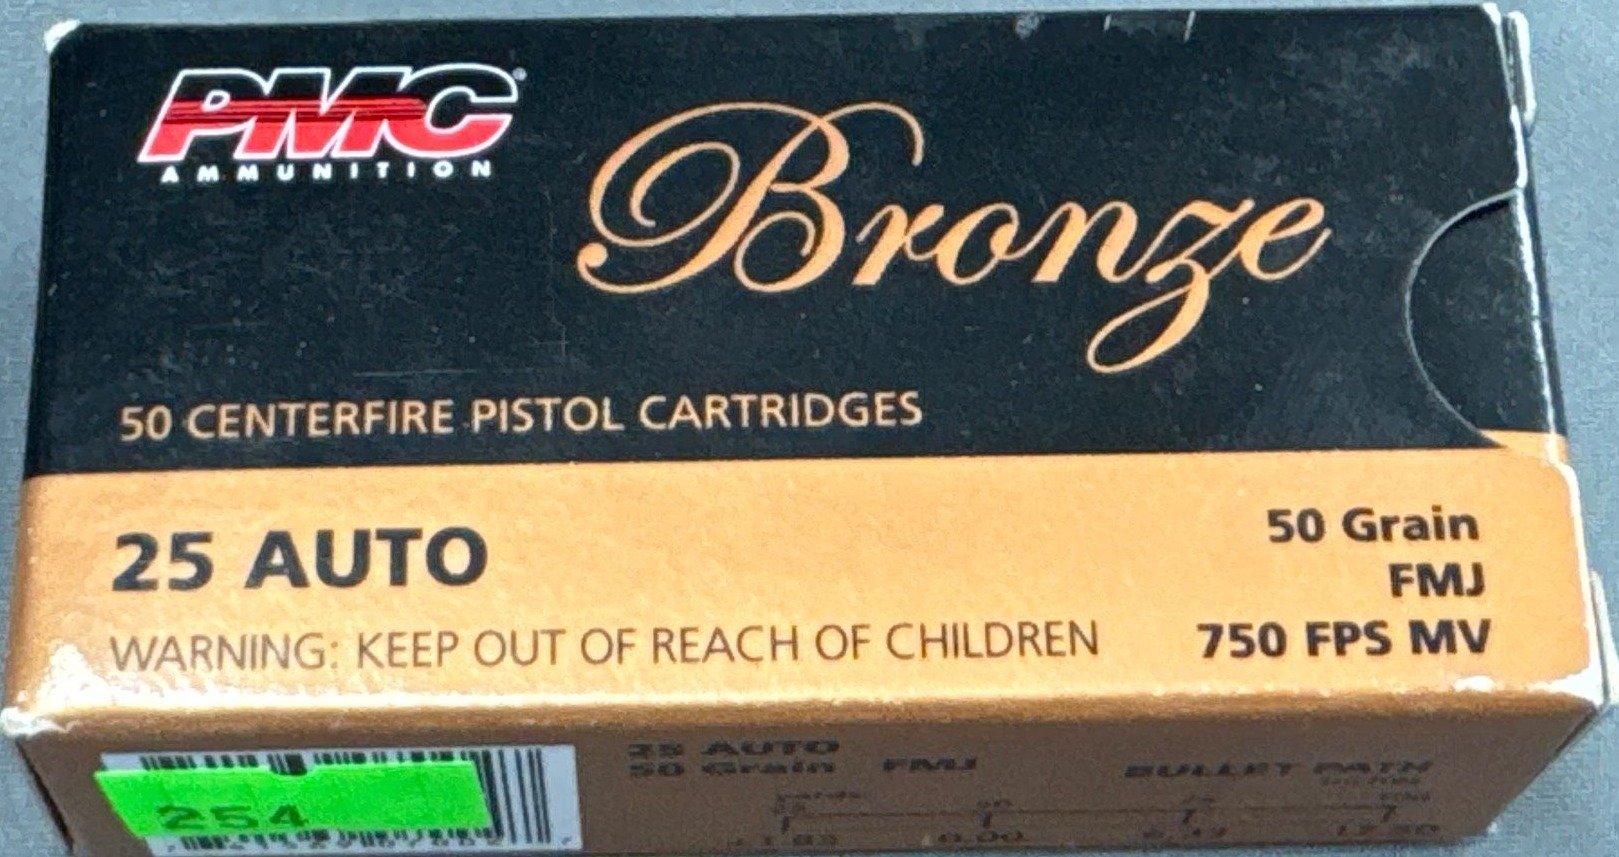 PMC
AMMUNITION
Bronze
50 CENTERFIRE PISTOL CARTRIDGES
25 AUTO
50 Grain
FMJ
WARNING: KEEP OUT OF REACH OF CHILDREN
750 FPS MV
254
25 AUTO
50 Grain FMJ
BULLET PATH